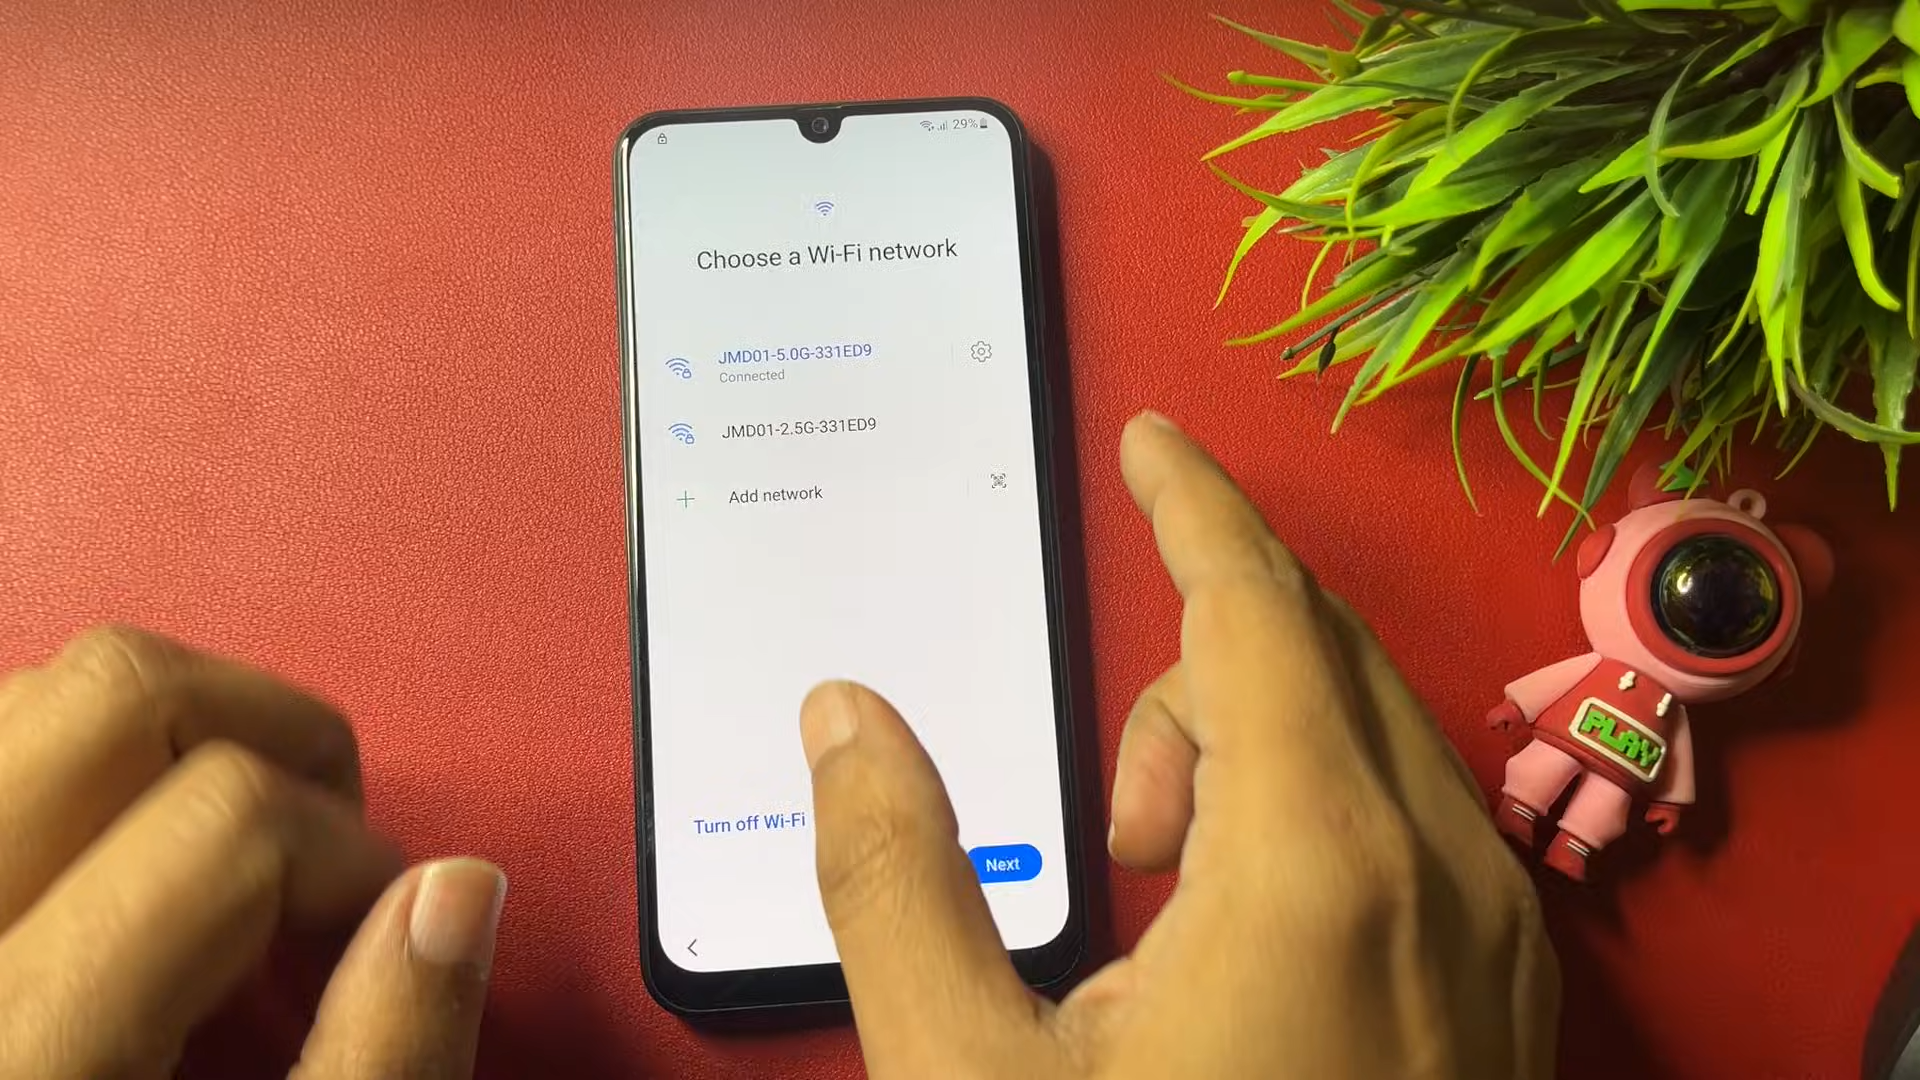 29%
Choose a Wi-Fi network
JMD01-5.0G-331ED9
Connected
JMD01-2.5G-331ED9
Add network
Turn off Wi-Fi
Next
PLAY